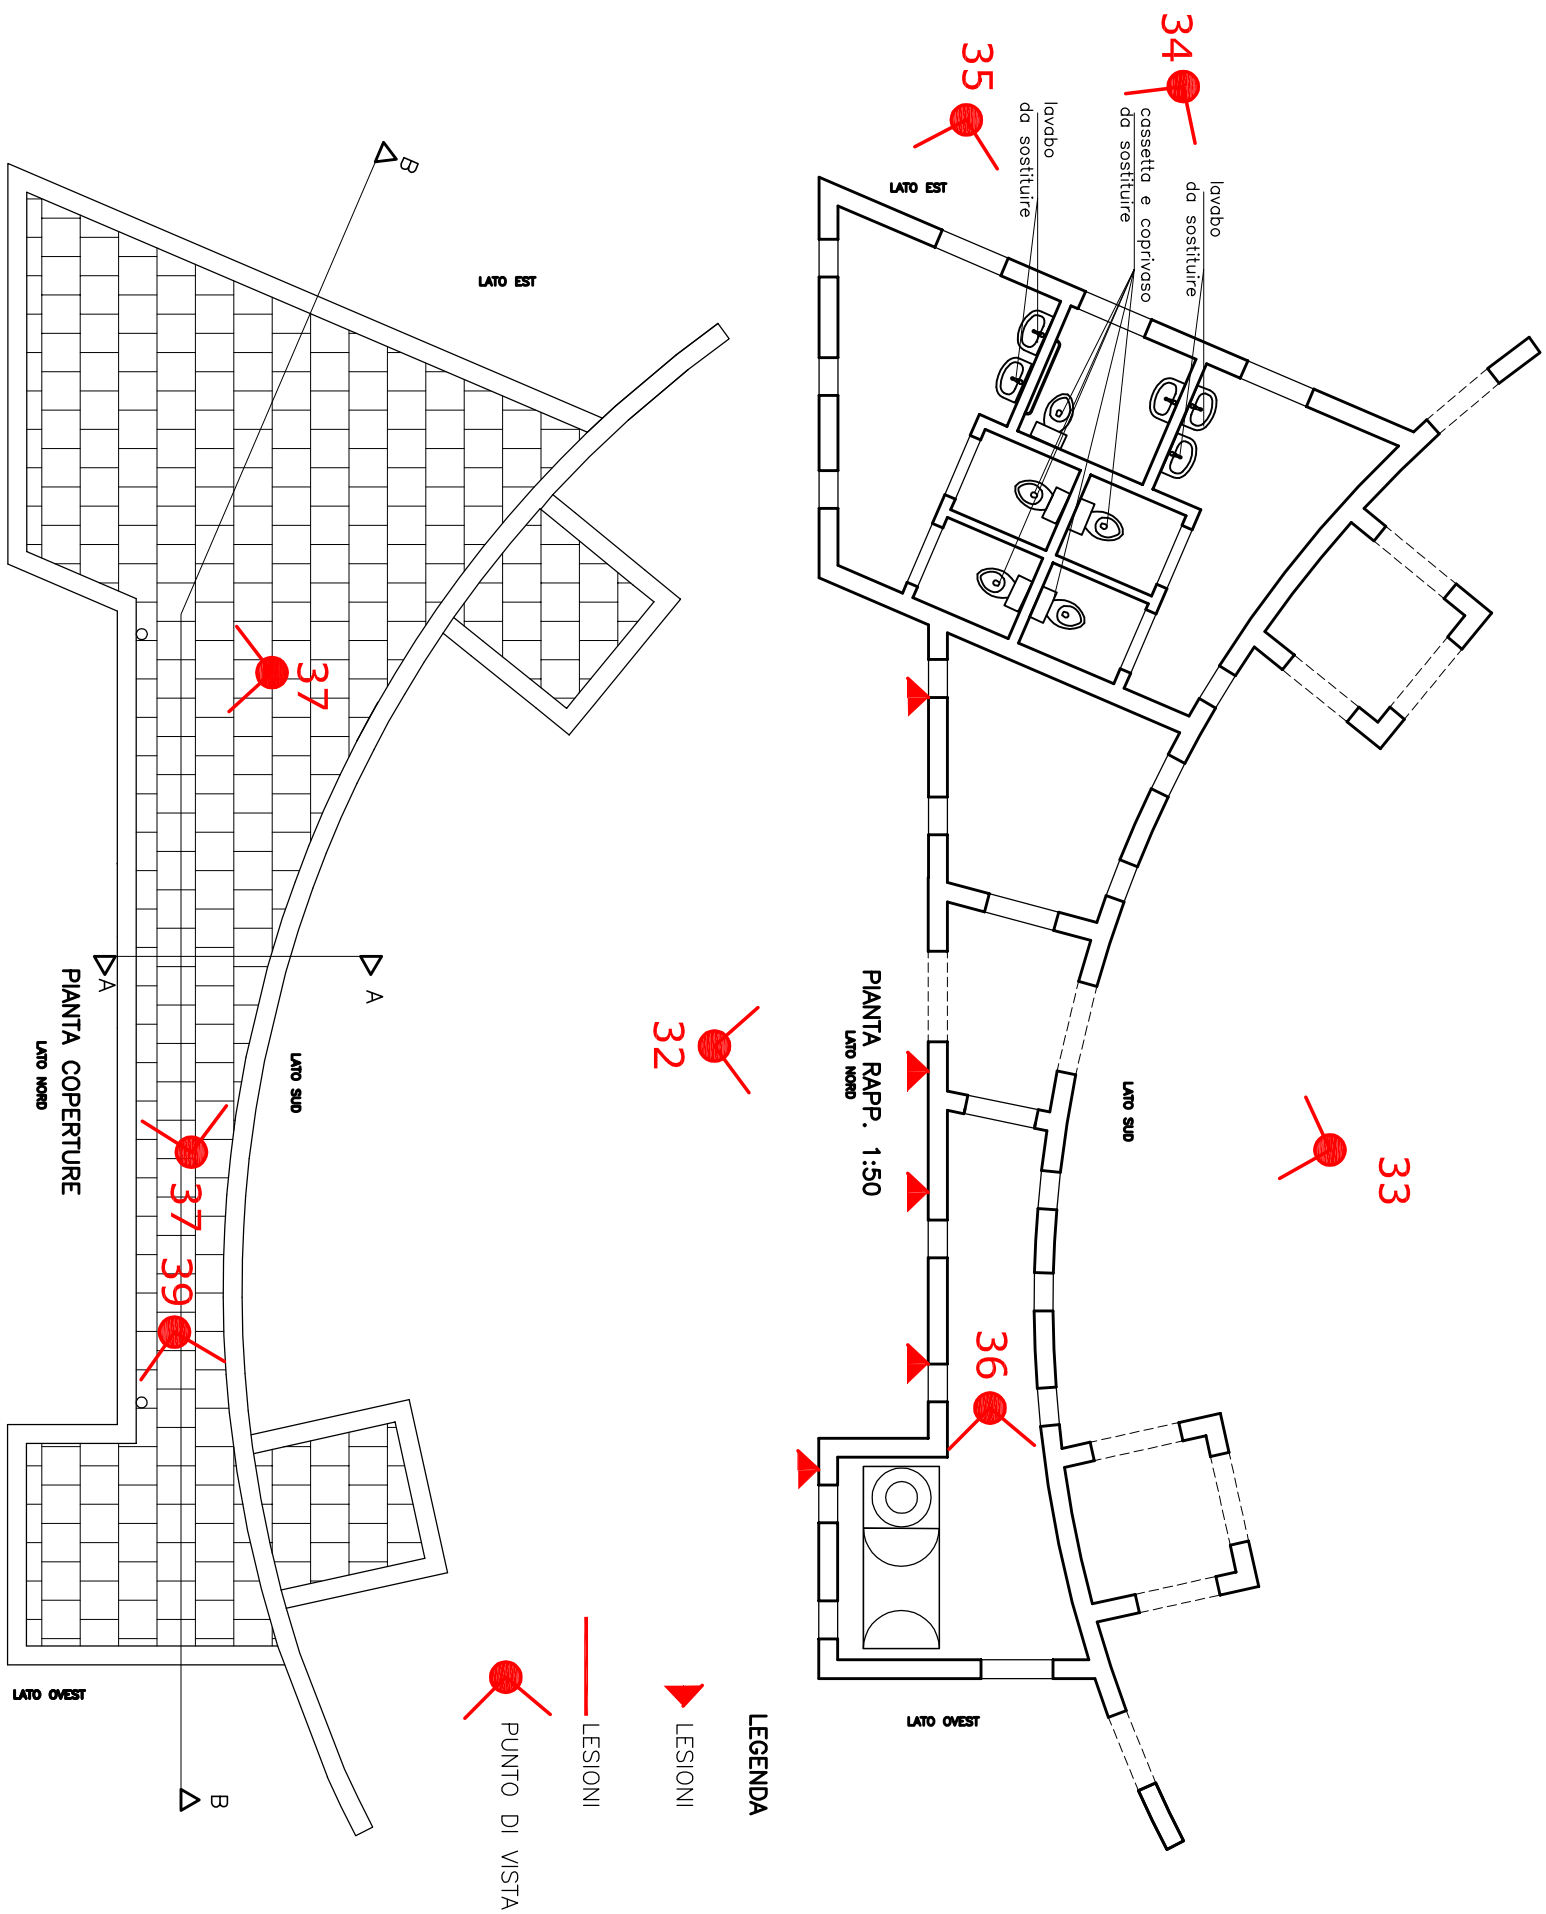 34
35
lavabo
da sostituire
cassetta e coprivaso
da sostituire
lavabo
da sostituire
LATO EST
33
LATO SUD
36
PIANTA RAPP. 1:50
LATO NORD
LATO OVEST
32
B
LATO EST
37
A
A
LATO SUD
37
39
PIANTA COPERTURE
LATO NORD
LATO OVEST
B
LEGENDA
LESIONI
LESIONI
PUNTO DI VISTA